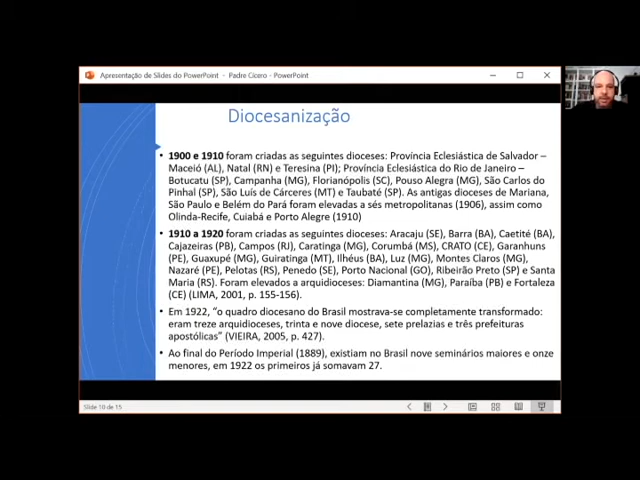 Apresentação de Slides do PowerPoint - Padre Cícero - PowerPoint
Diocesanização
• 1900 e 1910 foram criadas as seguintes dioceses: Província Eclesiástica de Salvador –
Maceió (AL), Natal (RN) e Teresina (PI); Província Eclesiástica do Rio de Janeiro –
Botucatu (SP), Campanha (MG), Florianópolis (SC), Pouso Alegra (MG), São Carlos do
Pinhal (SP), São Luís de Cárceres (MT) e Taubaté (SP). As antigas dioceses de Mariana,
São Paulo e Belém do Pará foram elevadas a sés metropolitanas (1906), assim como
Olinda-Recife, Cuiabá e Porto Alegre (1910)
• 1910 a 1920 foram criadas as seguintes dioceses: Aracaju (SE), Barra (BA), Caetité (BA),
Cajazeiras (PB), Campos (RJ), Caratinga (MG), Corumbá (MS), CRATO (CE), Garanhuns
(PE), Guaxupé (MG), Guiratinga (MT), Ilhéus (BA), Luz (MG), Montes Claros (MG),
Nazaré (PE), Pelotas (RS), Penedo (SE), Porto Nacional (GO), Ribeirão Preto (SP) e Santa
Maria (RS). Foram elevados a arquidioceses: Diamantina (MG), Paraíba (PB) e Fortaleza
(CE) (LIMA, 2001, p. 155-156).
• Em 1922, “o quadro diocesano do Brasil mostrava-se completamente transformado:
eram treze arquidioceses, trinta e nove diocese, sete prelazias e três prefeituras
apostólicas” (VIEIRA, 2005, p. 427).
• Ao final do Período Imperial (1889), existiam no Brasil nove seminários maiores e onze
menores, em 1922 os primeiros já somavam 27.
Slide 10 de 15